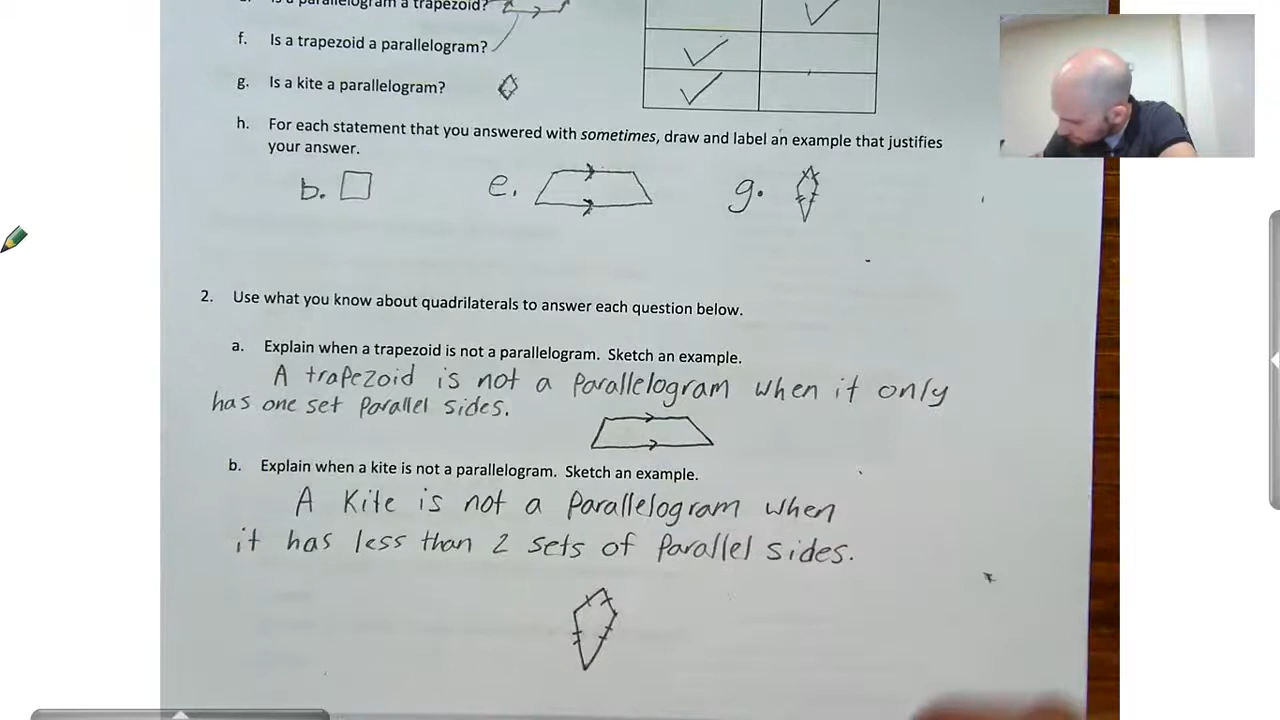 Is a parallelogram a trapezoid?
f. Is a trapezoid a parallelogram?
g. Is a kite a parallelogram?
h. For each statement that you answered with sometimes, draw and label an example that justifies
your answer.
b. e. g.
2. Use what you know about quadrilaterals to answer each question below.
a. Explain when a trapezoid is not a parallelogram. Sketch an example.
A trapezoid is not a parallelogram when it only
has one set parallel sides.
b. Explain when a kite is not a parallelogram. Sketch an example.
A Kite is not a parallelogram when
it has less than 2 sets of parallel sides.